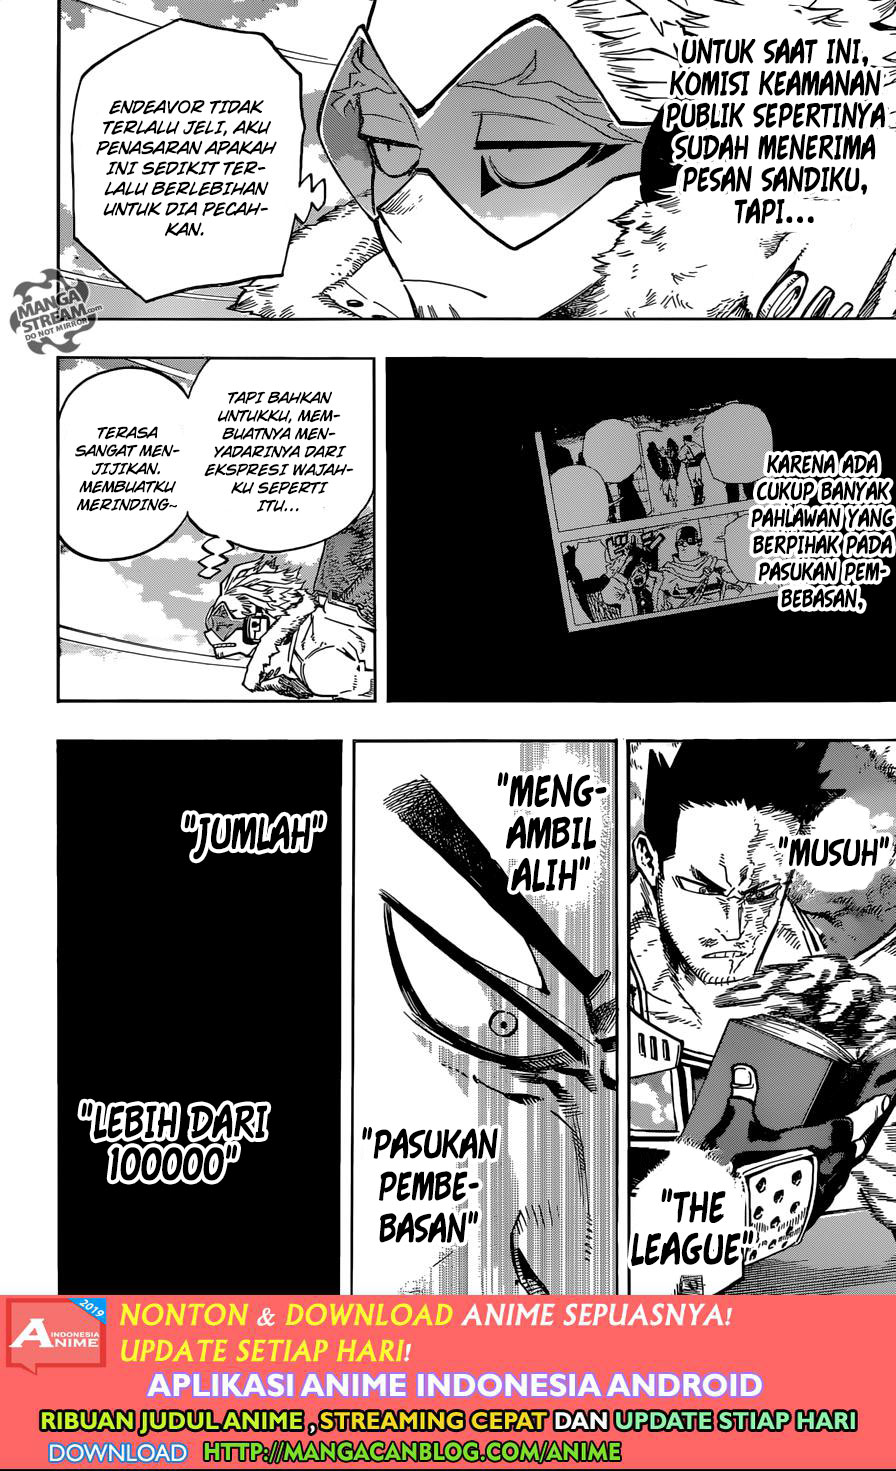 UNTUK SAAT INI,
KOMISI KEAMANAN
PUBLIK SEPERTINYA
SUDAH MENERIMA
PESAN SANDIKU,
TAPI...
ENDEAVOR TIDAK
TERLALU JELI, AKU
PENASARAN APAKAH
INI SEDIKIT TER-
LALU BERLEBIHAN
UNTUK DIA PECAH-
KAN.
MANGA
STREAM.com
DO NOT MIRROR
KARENA ADA
CUKUP BANYAK
PAHLAWAN YANG
BERPIHAK PADA
PASUKAN PEM-
BEBASAN,
TAPI BAHKAN
UNTUKKU, MEM-
BUATNYA MEN-
YADARINYA DARI
EKSPRESI WAJAH-
KU SEPERTI
ITU...
TERASA
SANGAT MEN-
JIJIKAN.
MEMBUATKU
MERINDING~
"MUSUH"
"THE
LEAGUE"
"MENG-
AMBIL
ALIH"
"PASUKAN
PEMBE-
BASAN"
"JUMLAH"
"LEBIH DARI
100000"
2019
INDONESIA
ANIME
NONTON & DOWNLOAD ANIME SEPUASNYA!
UPDATE SETIAP HARI!
APLIKASI ANIME INDONESIA ANDROID
RIBUAN JUDUL ANIME , STREAMING CEPAT DAN UPDATE STIAP HARI
DOWNLOAD HTTP://MANGACANBLOG.COM/ANIME